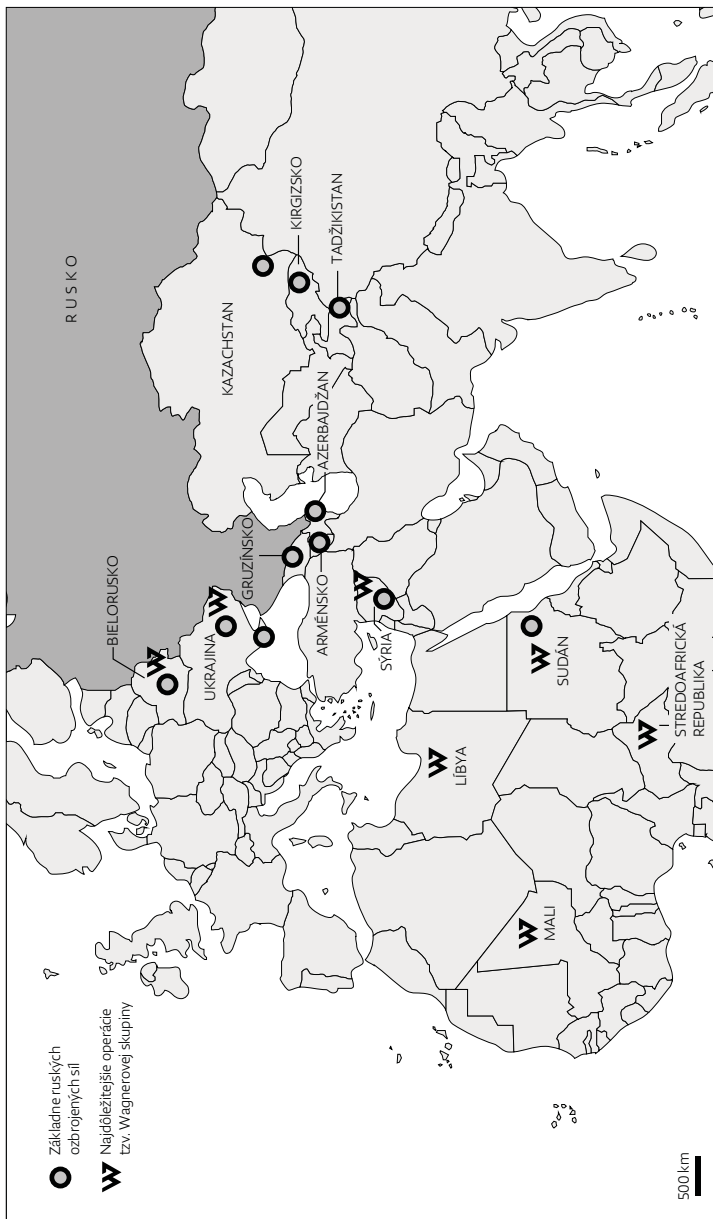 Základne ruských
ozbrojených síl
Najdôležitejšie operácie
tzv. Wagnerovej skupiny
500 km
RUSKO
BIELORUSKO
UKRAJINA
GRUZÍNSKO
ARMÉNSKO
AZERBAJDŽAN
KAZACHSTAN
KIRGIZSKO
TADŽIKISTAN
SÝRIA
LÍBYA
SUDÁN
MALI
STREDOAFRICKÁ
REPUBLIKA